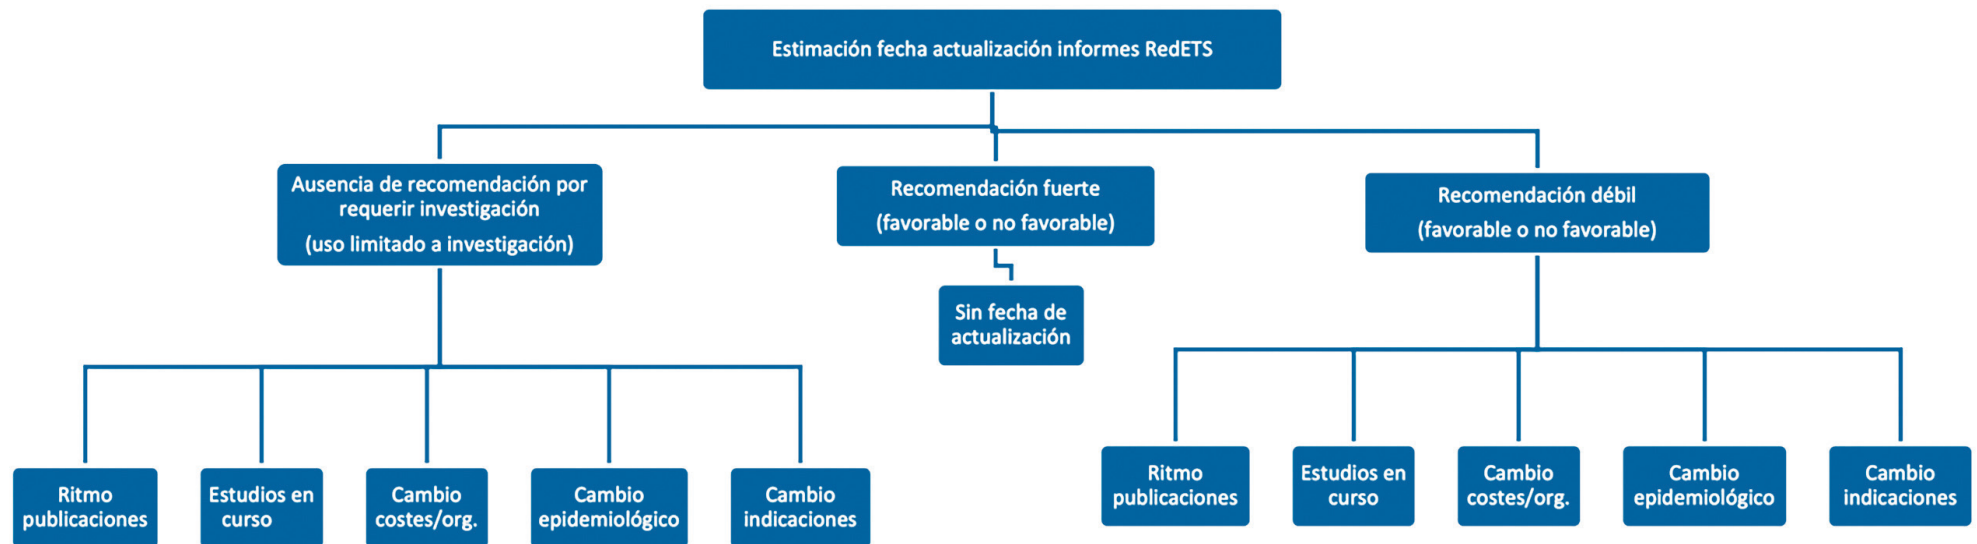 Estimación fecha actualización informes RedETS
Ausencia de recomendación por
requerir investigación
(uso limitado a investigación)
Recomendación fuerte
(favorable o no favorable)
Recomendación débil
(favorable o no favorable)
Sin fecha de
actualización
Ritmo
publicaciones
Estudios en
curso
Cambio
costes/org.
Cambio
epidemiológico
Cambio
indicaciones
Ritmo
publicaciones
Estudios en
curso
Cambio
costes/org.
Cambio
epidemiológico
Cambio
indicaciones